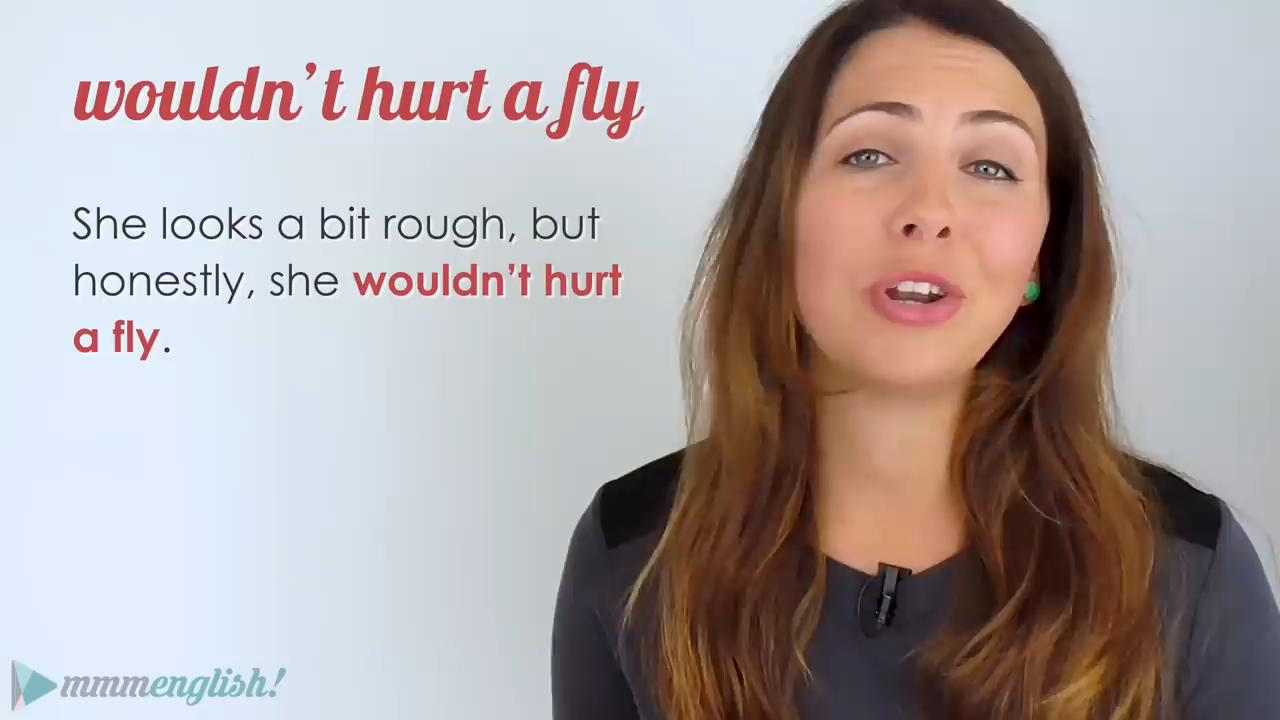 wouldn't hurt a fly
She looks a bit rough, but
honestly, she wouldn't hurt
a fly.
mmmenglish!